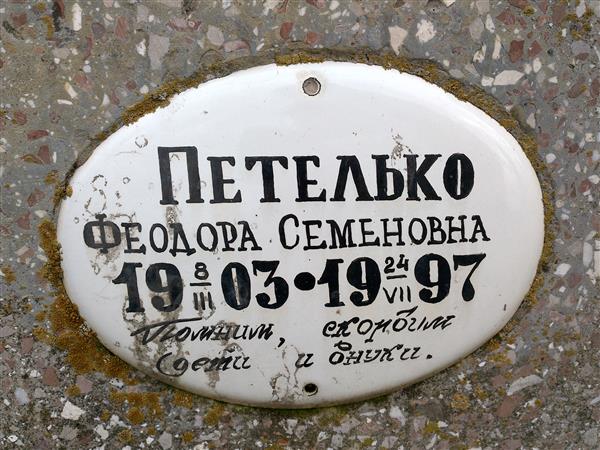 ПЕТЕЛЬКО
ФЕОДОРА СЕМЕНОВНА
19 8/III 03•19 24/VII 97
Помним, скорбим
(дети и внуки.